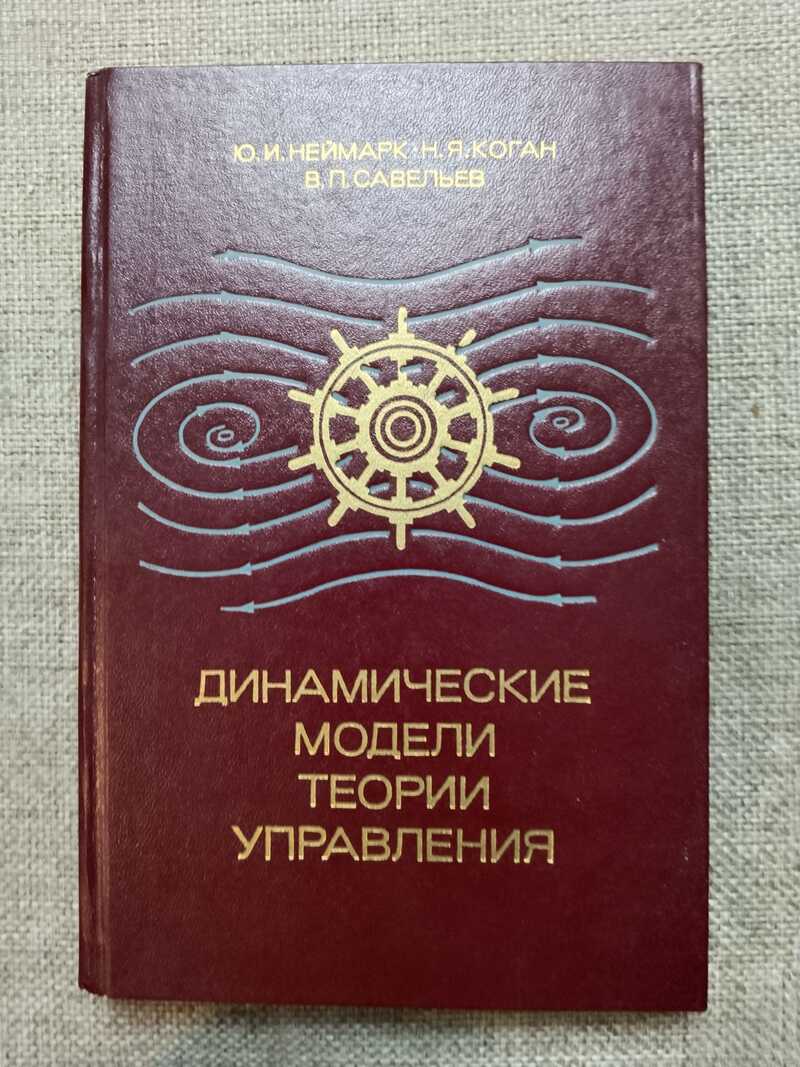 Ю.И.НЕЙМАРК·Н.Я.КОГАН
В.П.САВЕЛЬЕВ
ДИНАМИЧЕСКИЕ
МОДЕЛИ
ТЕОРИИ
УПРАВЛЕНИЯ